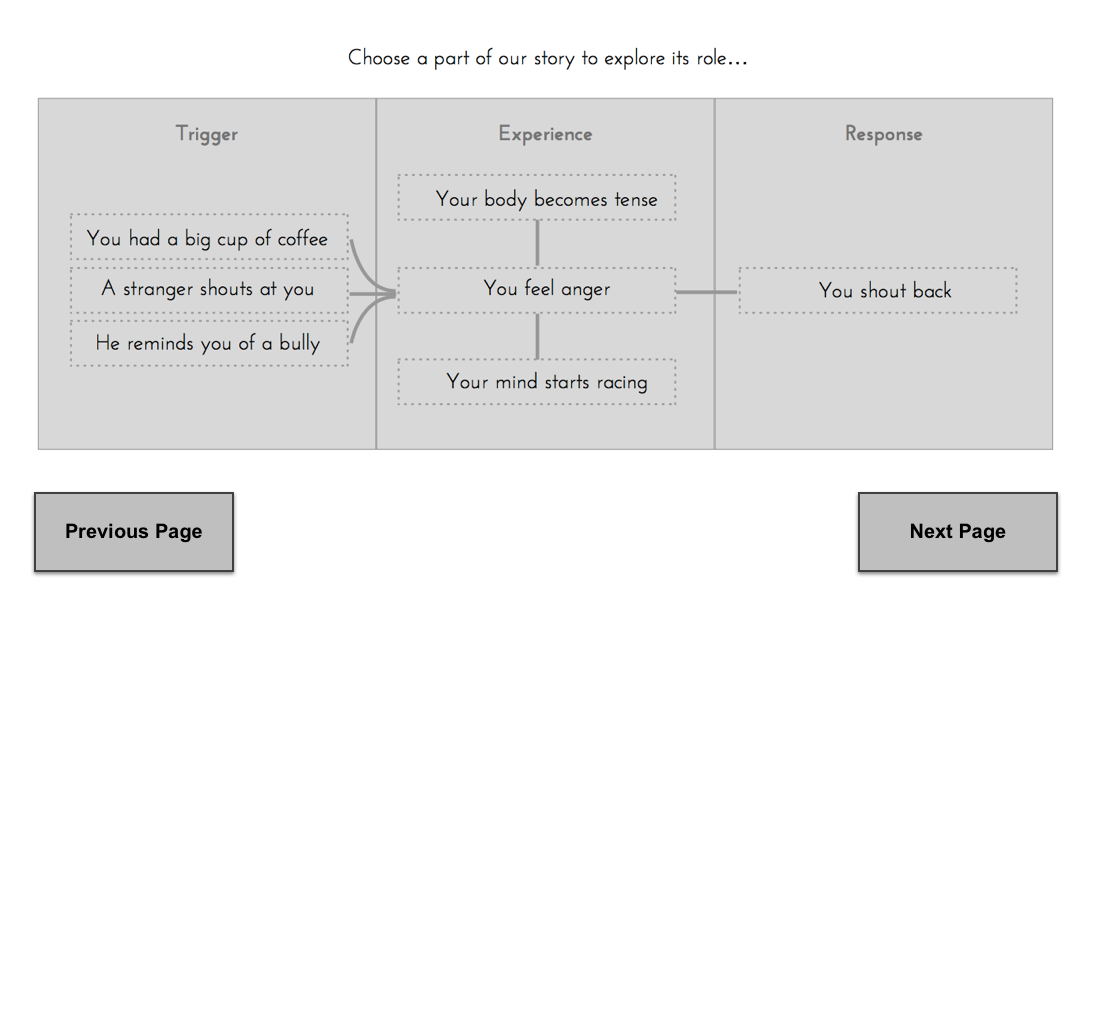 Choose a part of our story to explore its role...
Trigger
You had a big cup of coffee
A stranger shouts at you
He reminds you of a bully
Experience
Your body becomes tense
You feel anger
Your mind starts racing
Response
You shout back
Previous Page
Next Page